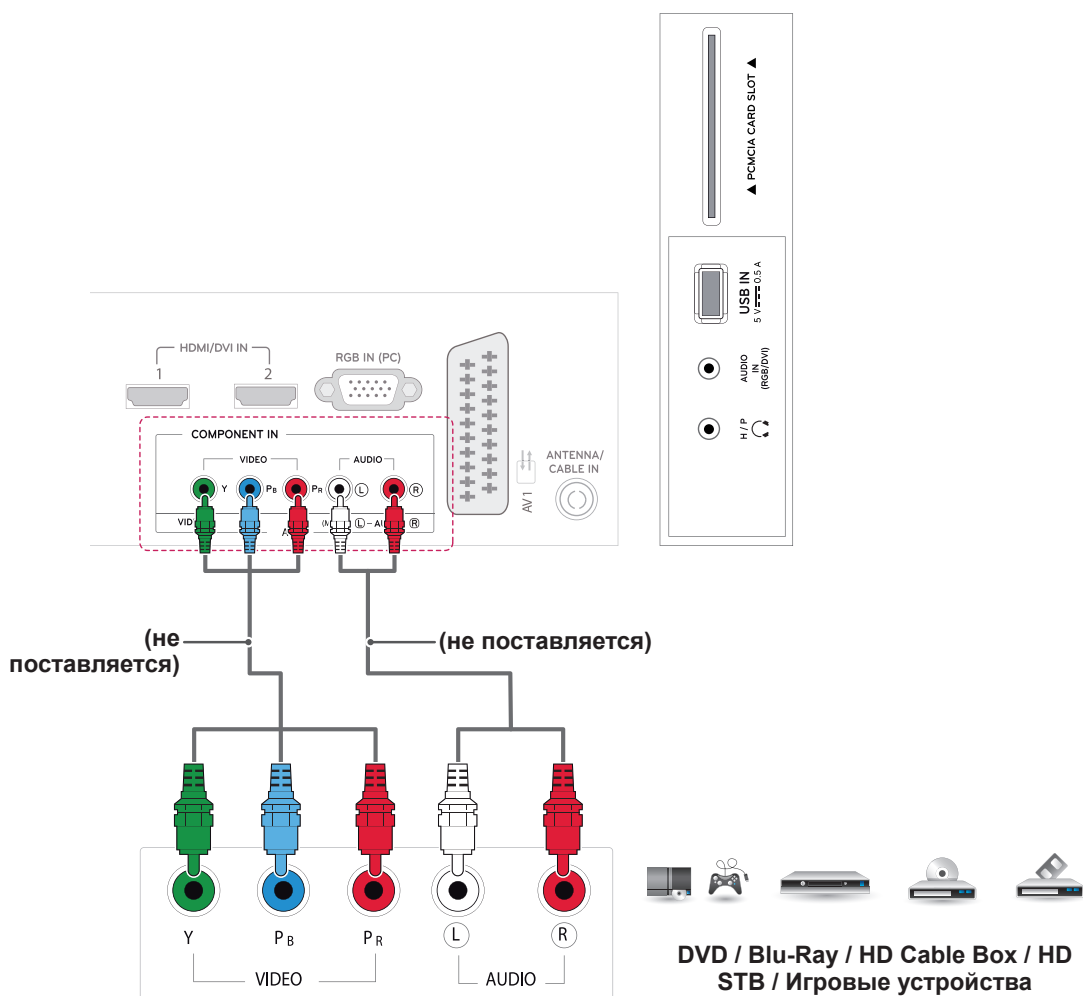 ▲ PCMCIA CARD SLOT ▲
USB IN
5 V 0.5 A
AUDIO
IN
(RGB/DVI)
H / P
HDMI/DVI IN
1 2
RGB IN (PC)
COMPONENT IN
VIDEO AUDIO
Y PB PR L R
VID A (M L - AU R
AV1
ANTENNA/
CABLE IN
(не
поставляется)
(не поставляется)
Y PB PR L R
VIDEO AUDIO
DVD / Blu-Ray / HD Cable Box / HD
STB / Игровые устройства